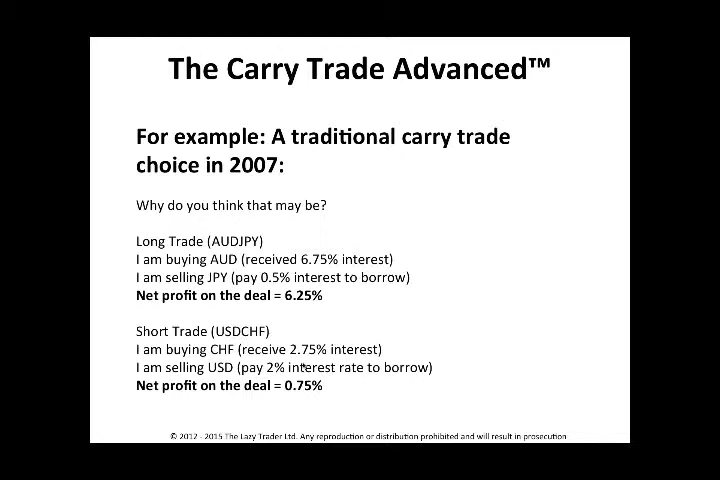 The Carry Trade Advanced™
For example: A traditional carry trade
choice in 2007:
Why do you think that may be?
Long Trade (AUDJPY)
I am buying AUD (received 6.75% interest)
I am selling JPY (pay 0.5% interest to borrow)
Net profit on the deal = 6.25%
Short Trade (USDCHF)
I am buying CHF (receive 2.75% interest)
I am selling USD (pay 2% interest rate to borrow)
Net profit on the deal = 0.75%
© 2012 - 2015 The Lazy Trader Ltd. Any reproduction or distribution prohibited and will result in prosecution